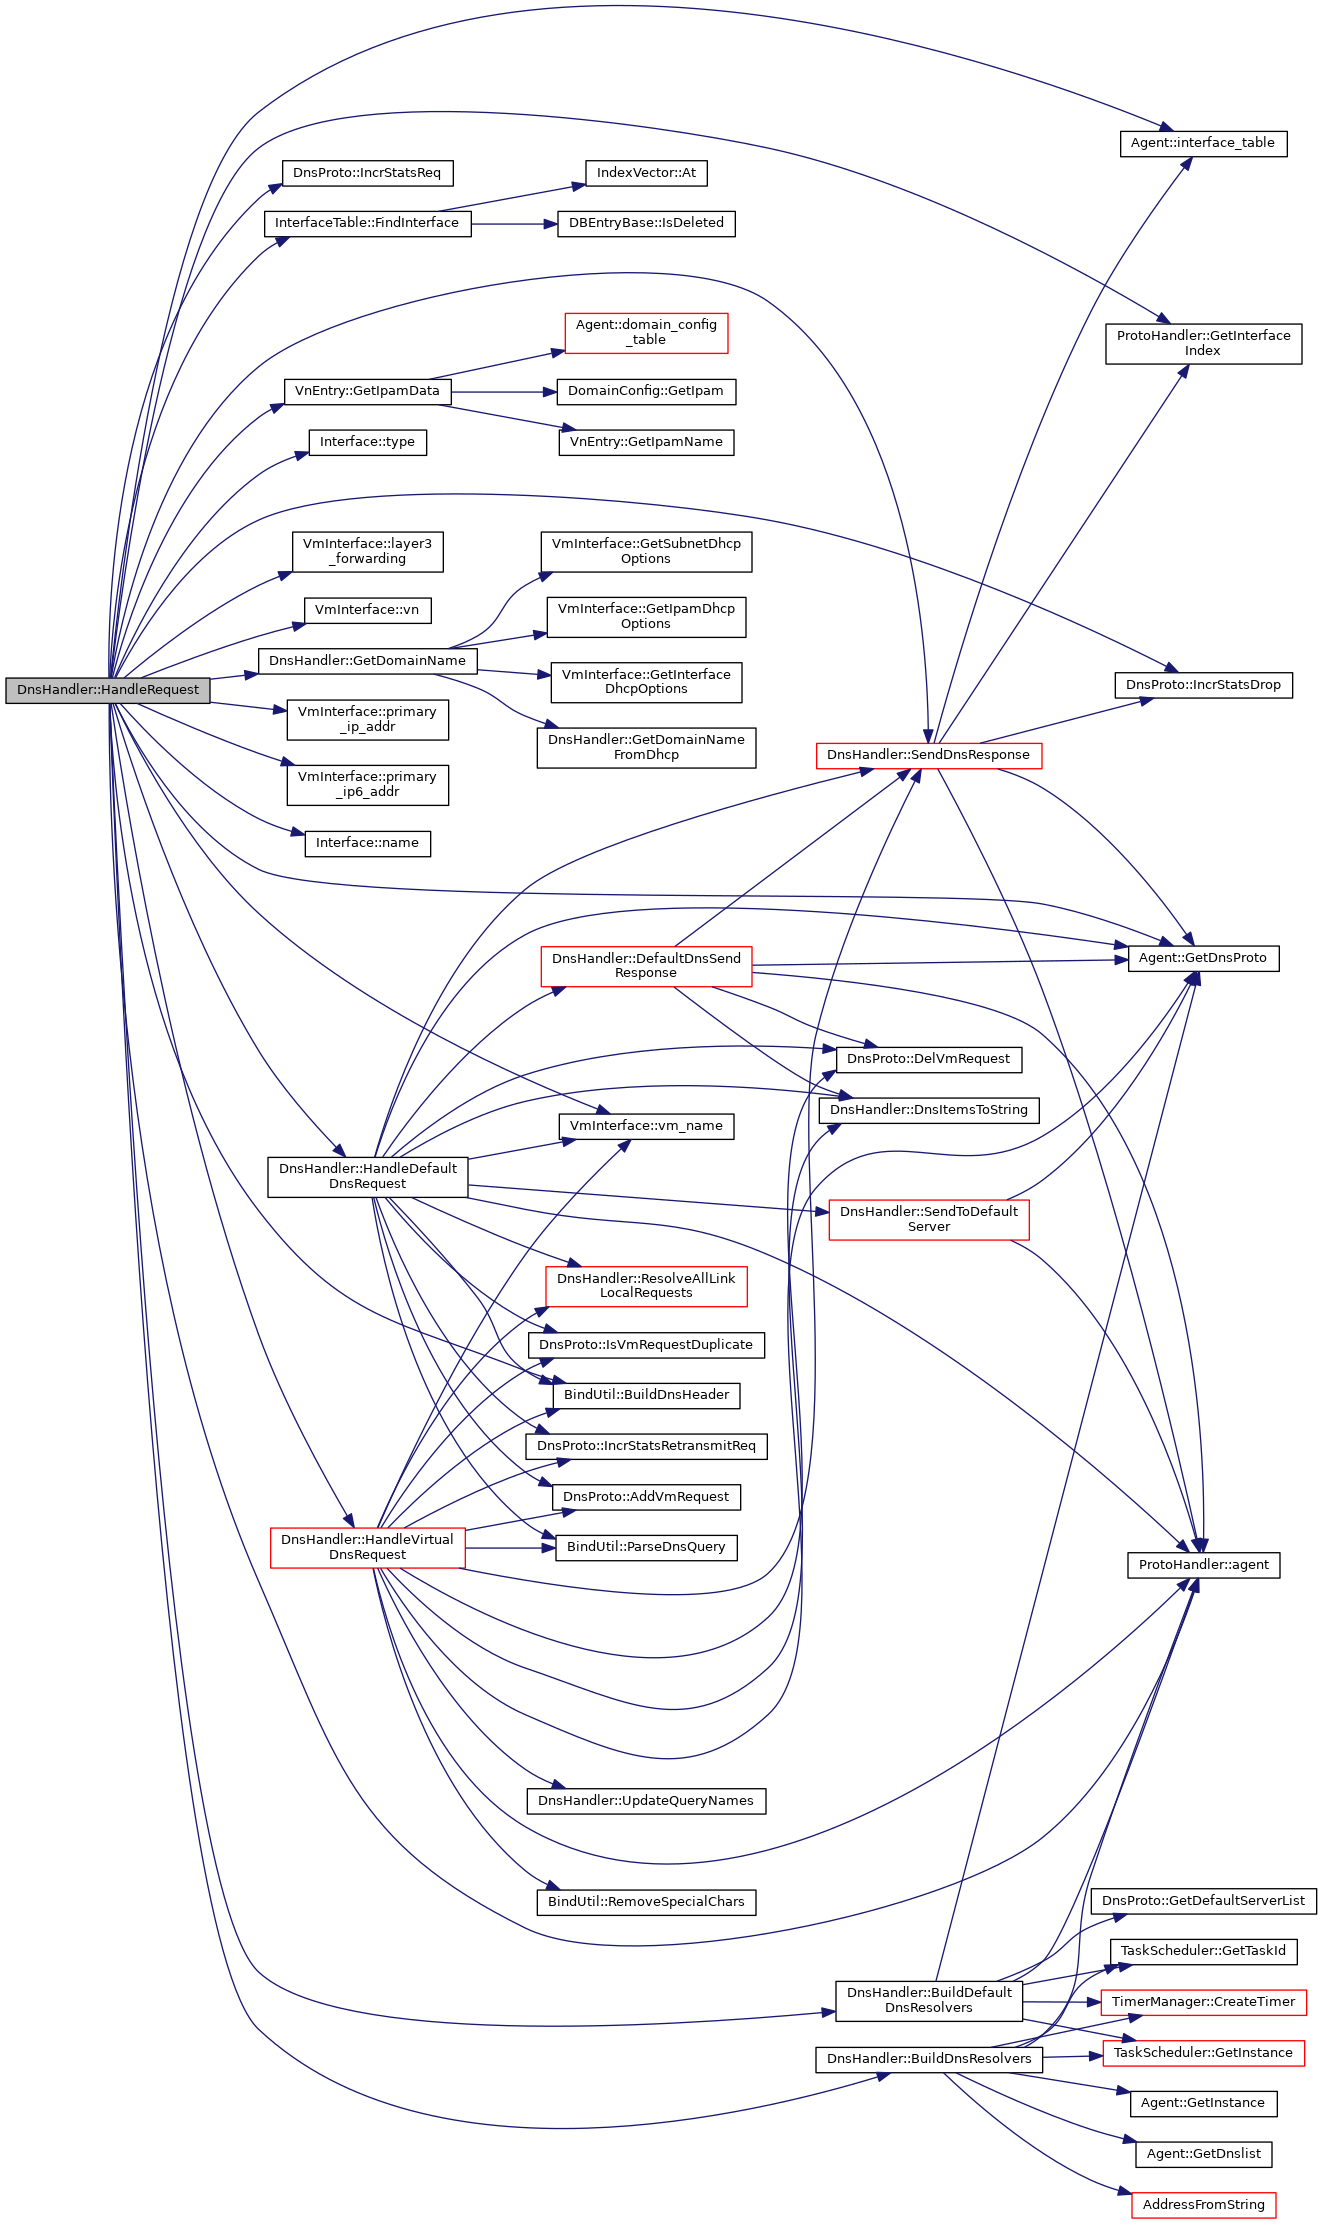 Agent::interface_table
DnsProto::IncrStatsReq
IndexVector::At
InterfaceTable::FindInterface
DBEntryBase::IsDeleted
Agent::domain_config
_table
ProtoHandler::GetInterface
Index
VnEntry::GetIpamData
DomainConfig::GetIpam
Interface::type
VnEntry::GetIpamName
VmInterface::layer3
_forwarding
VmInterface::GetSubnetDhcp
Options
VmInterface::vn
VmInterface::GetIpamDhcp
Options
DnsHandler::GetDomainName
VmInterface::GetInterface
DhcpOptions
DnsHandler::HandleRequest
DnsProto::IncrStatsDrop
VmInterface::primary
_ip_addr
DnsHandler::GetDomainName
FromDhcp
DnsHandler::SendDnsResponse
VmInterface::primary
_ip6_addr
Interface::name
DnsHandler::DefaultDnsSend
Response
Agent::GetDnsProto
DnsProto::DelVmRequest
DnsHandler::DnsItemsToString
VmInterface::vm_name
DnsHandler::HandleDefault
DnsRequest
DnsHandler::SendToDefault
Server
DnsHandler::ResolveAllLink
LocalRequests
DnsProto::IsVmRequestDuplicate
BindUtil::BuildDnsHeader
DnsProto::IncrStatsRetransmitReq
DnsProto::AddVmRequest
DnsHandler::HandleVirtual
DnsRequest
BindUtil::ParseDnsQuery
ProtoHandler::agent
DnsHandler::UpdateQueryNames
BindUtil::RemoveSpecialChars
DnsProto::GetDefaultServerList
TaskScheduler::GetTaskId
DnsHandler::BuildDefault
DnsResolvers
TimerManager::CreateTimer
DnsHandler::BuildDnsResolvers
TaskScheduler::GetInstance
Agent::GetInstance
Agent::GetDnslist
AddressFromString